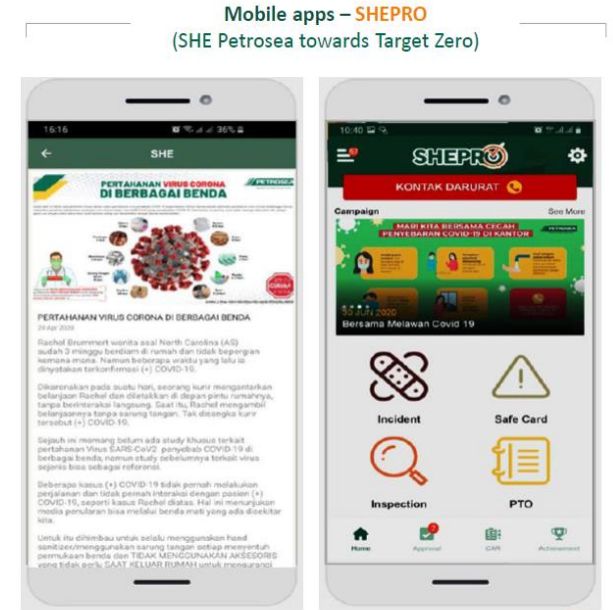 Mobile apps – SHEPRO
(SHE Petrosea towards Target Zero)
16:16
36%
SHE
PERTAHANAN VIRUS CORONA
DI BERBAGAI BENDA
PETROSEA
PERTAHANAN VIRUS CORONA DI BERBAGAI BENDA
29 Apr 2020
Rachel Brummert wanita asal North Carolina (AS)
sudah 3 minggu berdiam di rumah dan tidak bepergian
kemana mana. Namun beberapa waktu yang lalu ia
dinyatakan terkonfirmasi (+) COVID-19.
Dikarenakan pada suatu hari, seorang kurir mengantarkan
belanjaan Rachel dan diletakkan di depan pintu rumahnya,
tanpa berinteraksi langsung. Saat itu, Rachel mengambil
belanjaannya tanpa sarung tangan. Tak disangka kurir
tersebut (+) COVID-19.
Sejauh ini memang belum ada study khusus terkait
pertahanan Virus SARS-CoV2 penyebab COVID-19 di
berbagai benda, namun study sebelumnya terkait virus
sejenis bisa sebagai referensi.
Beberapa kasus (+) COVID-19 tidak pernah melakukan
perjalanan dan tidak pernah interaksi dengan pasien (+)
COVID-19, seperti kasus Rachel diatas. Hal ini menunjukan
media penularan bisa melalui benda mati yang ada disekitar
kita.
Untuk itu dihimbau untuk selalu menggunakan hand
sanitizer/menggunakan sarung tangan setiap menyentuh
permukaan benda dan TIDAK MENGGUNAKAN AKSESORIS
yang tidak perlu SAAT KELUAR RUMAH untuk mengurangi
10:40
SHEPRO
KONTAK DARURAT
Campaign
See More
MARI KITA BERSAMA CEGAH
PENYEBARAN COVID-19 DI KANTOR
PETROSEA
30 JUN 2020
Bersama Melawan Covid 19
Incident
Safe Card
Inspection
PTO
Home
Approval
CAR
Achievement